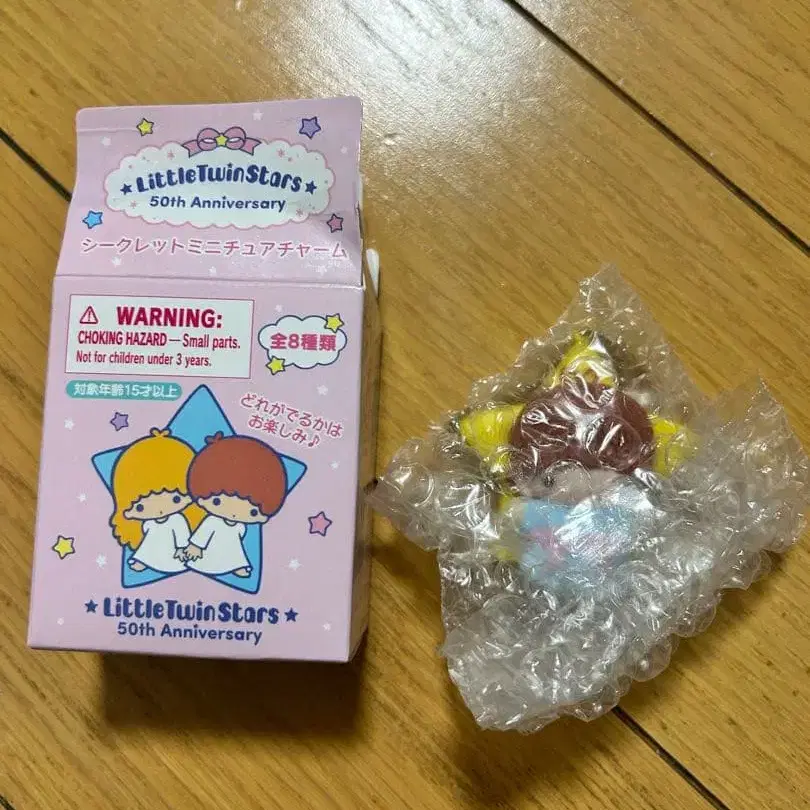 ★LittleTwinStars★
50th Anniversary
シークレットミニチュアチャーム
⚠ WARNING:
CHOKING HAZARD — Small parts.
Not for children under 3 years.
全8種類
対象年齢15才以上
どれがでるかは
お楽しみ♪
★LittleTwinStars★
50th Anniversary